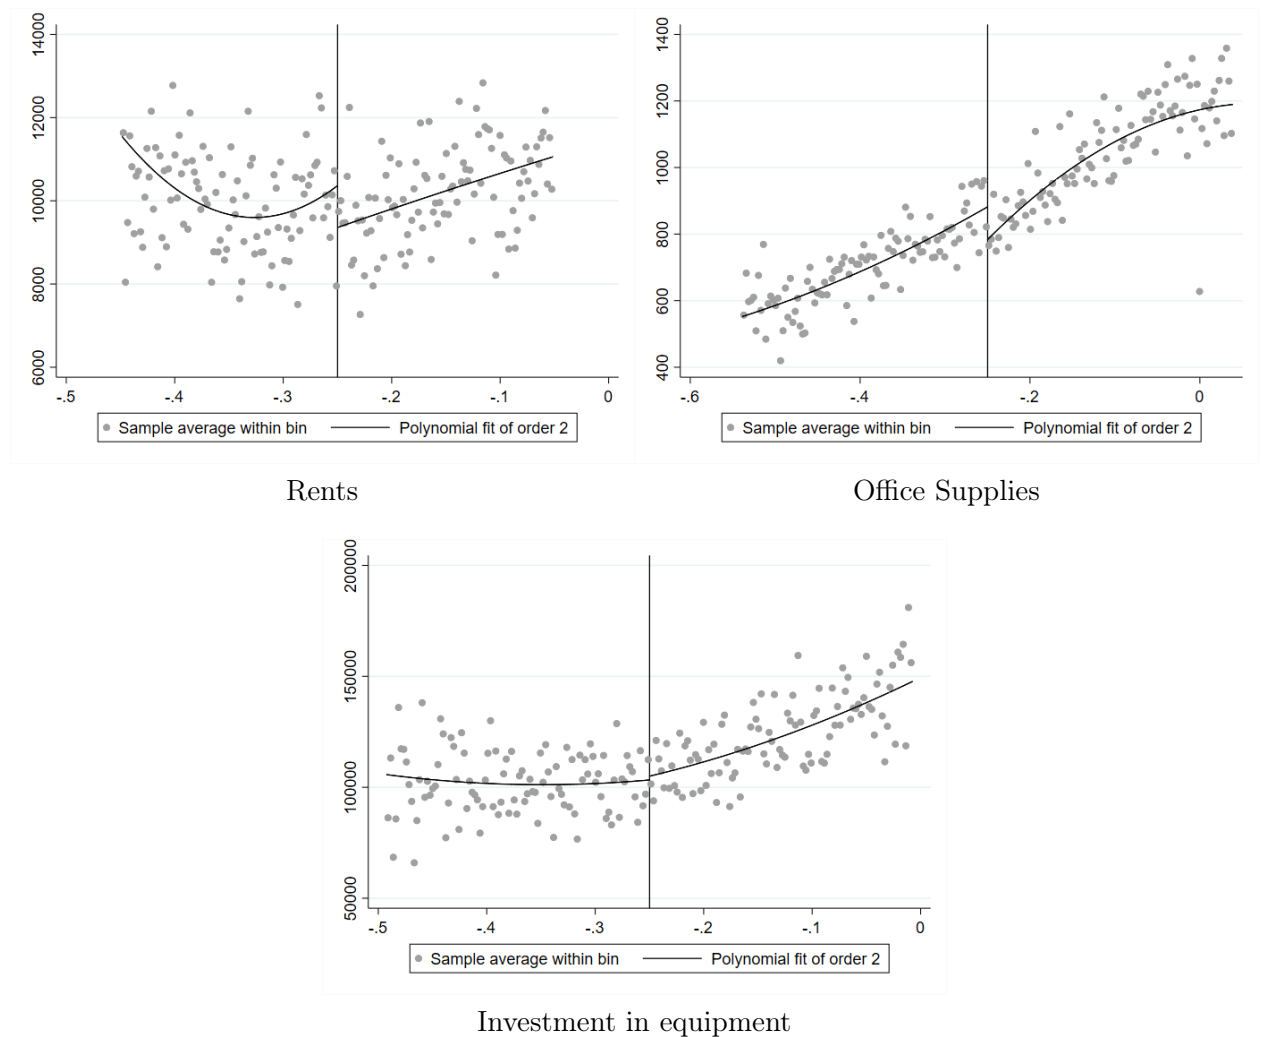 14000
12000
10000
8000
6000
-.5 -.4 -.3 -.2 -.1 0
Sample average within bin Polynomial fit of order 2
Rents
1400
1200
1000
800
600
400
-.6 -.4 -.2 0
Sample average within bin Polynomial fit of order 2
Office Supplies
200000
150000
100000
50000
-.5 -.4 -.3 -.2 -.1 0
Sample average within bin Polynomial fit of order 2
Investment in equipment